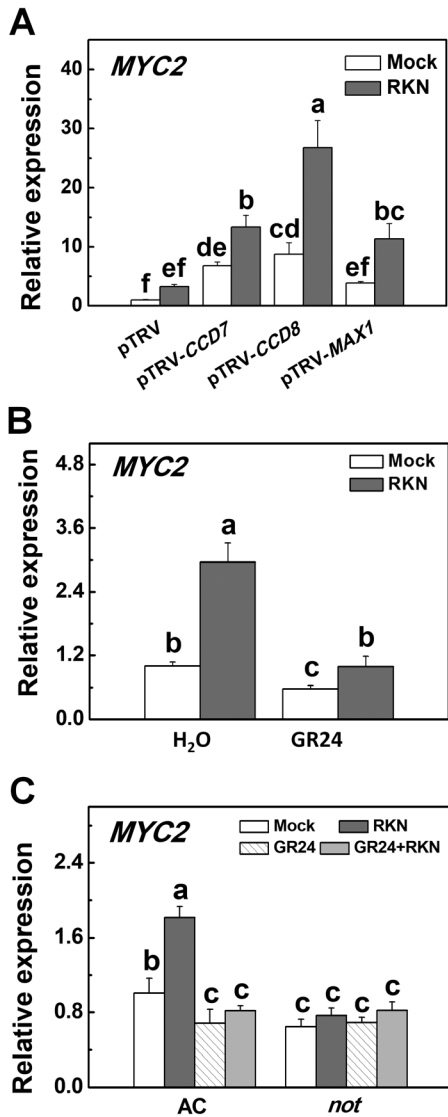 A
MYC2
Mock
RKN
Relative expression
45
30
20
10
0
a
b
bc
cd
de
ef
ef
f
pTRV
pTRV-CCD7
pTRV-CCD8
pTRV-MAX1
B
MYC2
Mock
RKN
Relative expression
4.8
3.6
2.4
1.2
0.0
b
a
c
b
H₂O
GR24
C
MYC2
Mock
RKN
GR24
GR24+RKN
Relative expression
2.4
1.6
0.8
0.0
b
a
c
c
c
c
c
c
AC
not